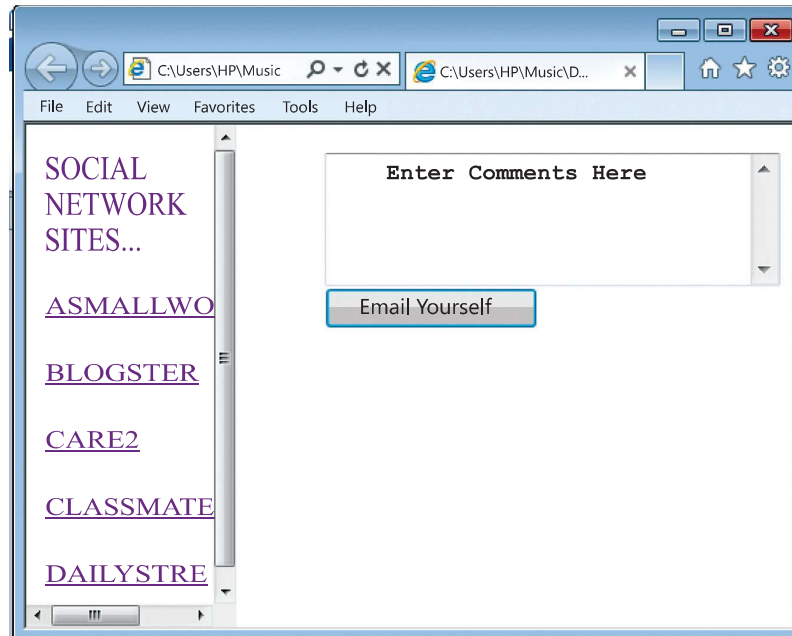 C:\Users\HP\Music
C:\Users\HP\Music\D...
File Edit View Favorites Tools Help
SOCIAL
NETWORK
SITES...
ASMALLWO
BLOGSTER
CARE2
CLASSMATE
DAILYSTRE
Enter Comments Here
Email Yourself